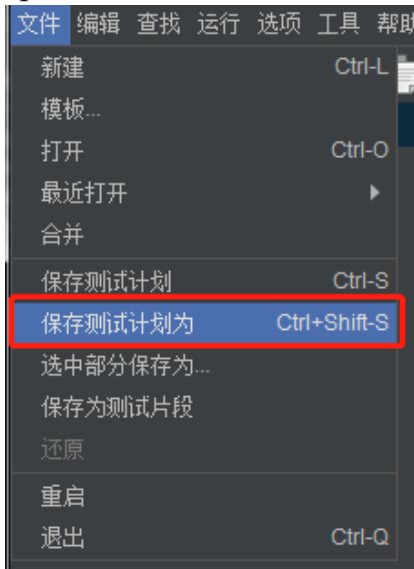 文件 编辑 查找 运行 选项 工具 帮助
新建 Ctrl-L
模板...
打开 Ctrl-O
最近打开
合并
保存测试计划 Ctrl-S
保存测试计划为 Ctrl+Shift-S
选中部分保存为...
保存为测试片段
还原
重启
退出 Ctrl-Q